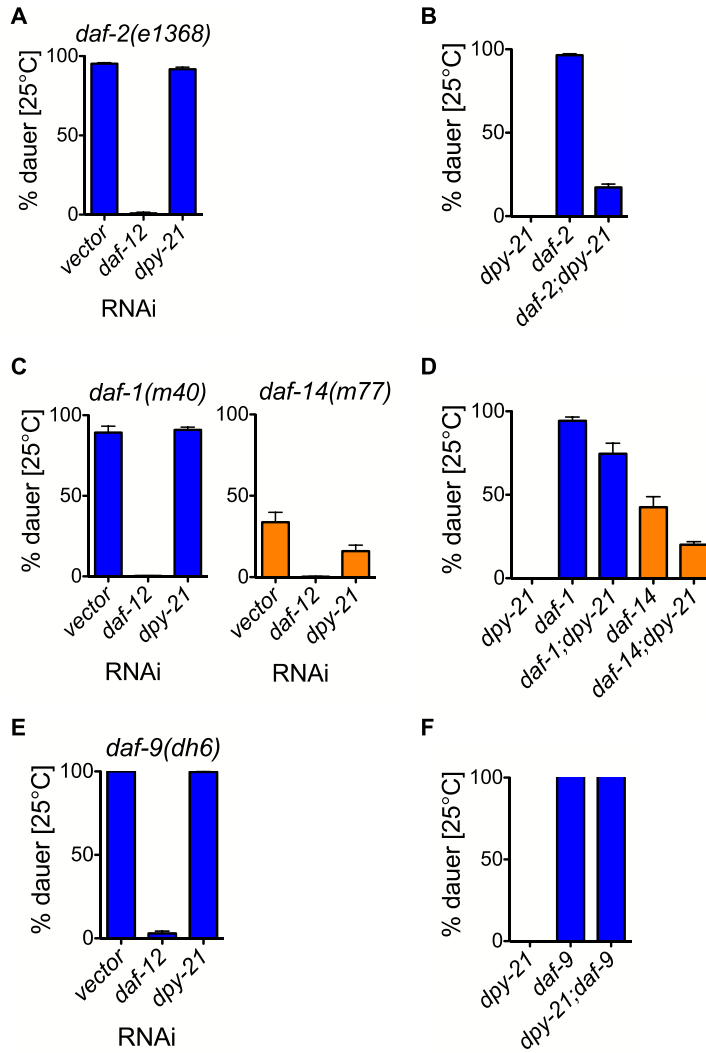 A
daf-2(e1368)
% dauer [25°C]
100
50
0
vector
daf-12
dpy-21
RNAi
B
% dauer [25°C]
100
50
0
dpy-21
daf-2
daf-2;dpy-21
C
daf-1(m40)
% dauer [25°C]
100
50
0
vector
daf-12
dpy-21
RNAi
daf-14(m77)
% dauer [25°C]
100
50
0
vector
daf-12
dpy-21
RNAi
D
% dauer [25°C]
100
50
0
dpy-21
daf-1
daf-1;dpy-21
daf-14
daf-14;dpy-21
E
daf-9(dh6)
% dauer [25°C]
100
50
0
vector
daf-12
dpy-21
RNAi
F
% dauer [25°C]
100
50
0
dpy-21
daf-9
dpy-21;daf-9